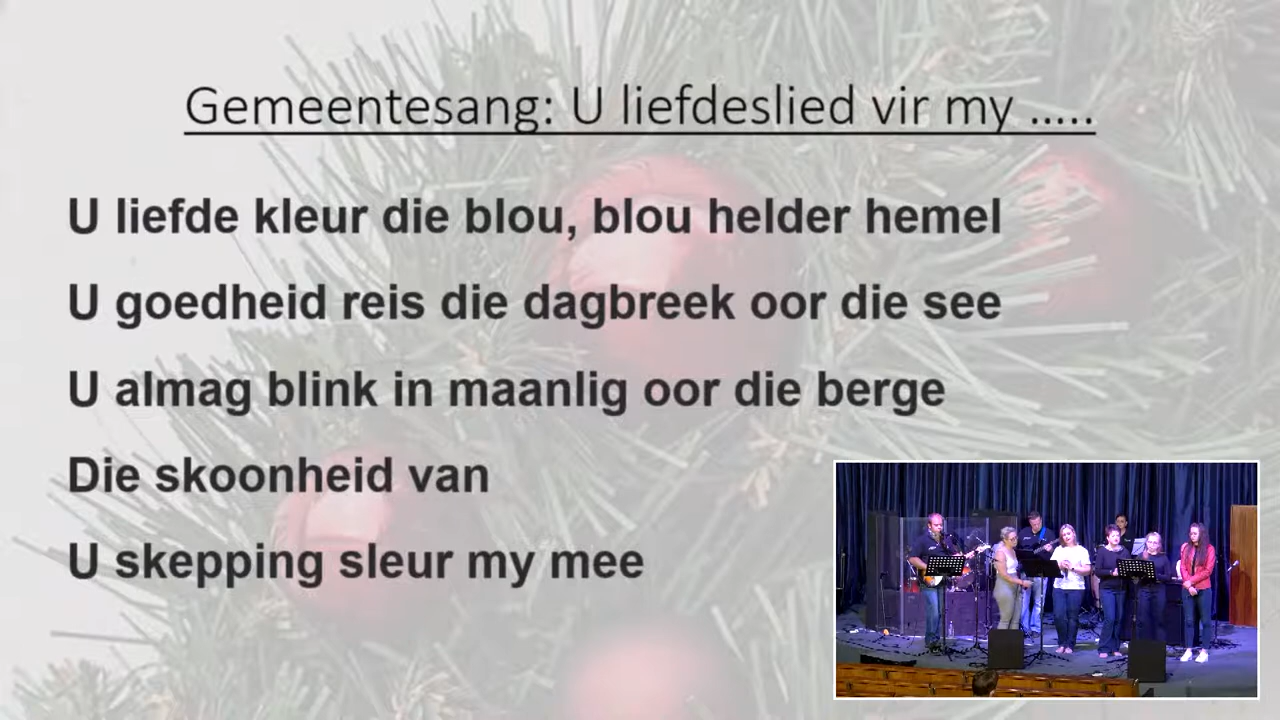 Gemeentesang: U liefdeslied vir my .....
U liefde kleur die blou, blou helder hemel
U goedheid reis die dagbreek oor die see
U almag blink in maanlig oor die berge
Die skoonheid van
U skepping sleur my mee